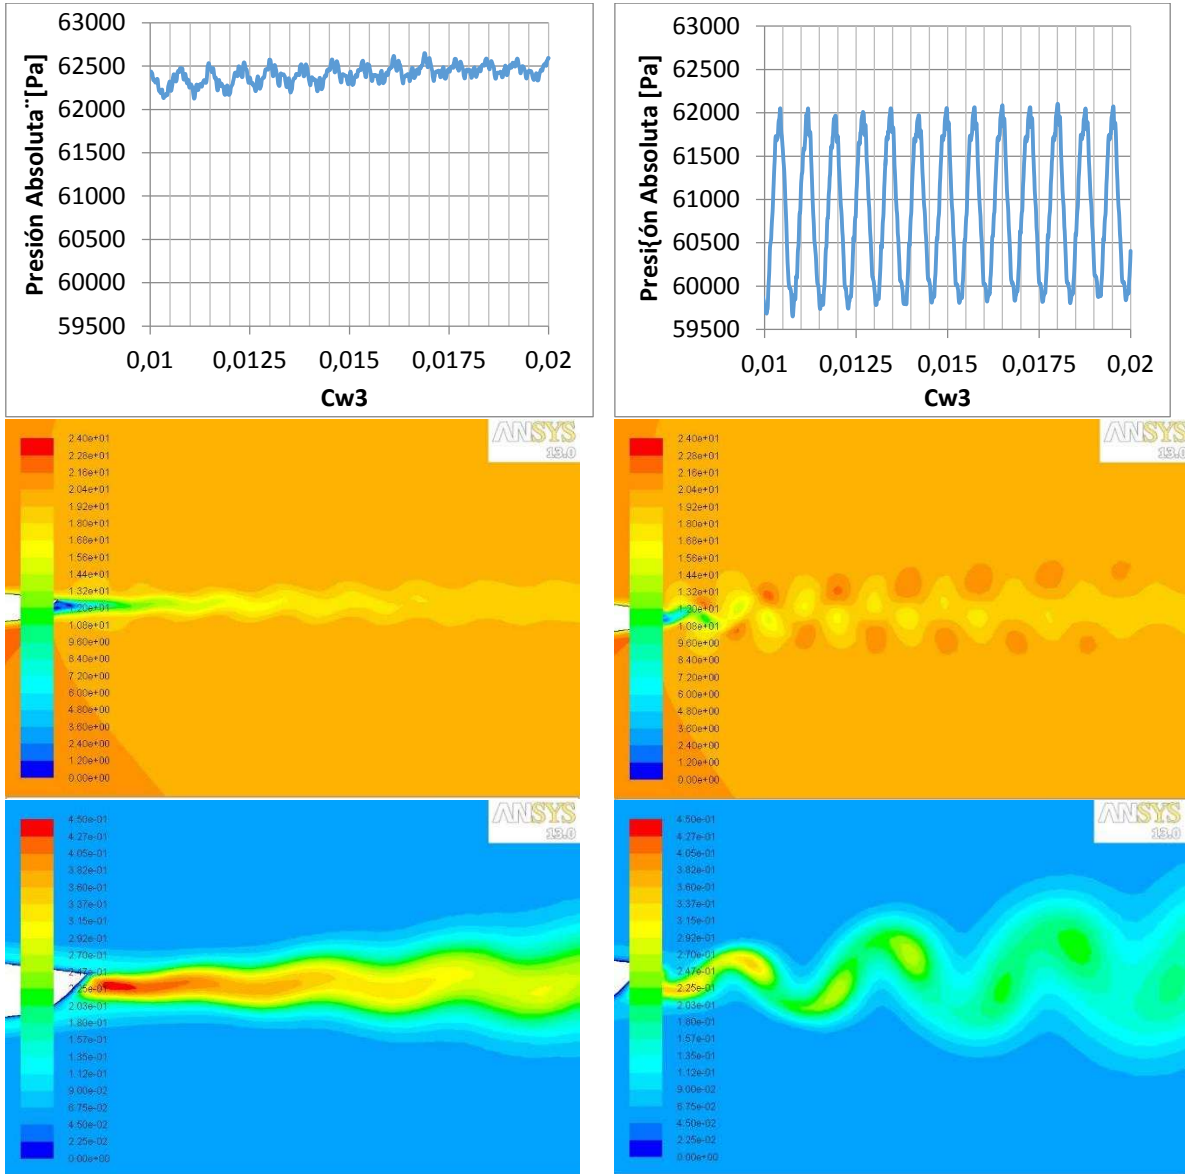 63000
62500
62000
61500
61000
60500
60000
59500
Presión Absoluta¨[Pa]
0,01 0,0125 0,015 0,0175 0,02
Cw3
63000
62500
62000
61500
61000
60500
60000
59500
Presi{ón Absoluta [Pa]
0,01 0,0125 0,015 0,0175 0,02
Cw3
ANSYS
13.0
2.40e+01
2.28e+01
2.16e+01
2.04e+01
1.92e+01
1.80e+01
1.68e+01
1.56e+01
1.44e+01
1.32e+01
1.20e+01
1.08e+01
9.60e+00
8.40e+00
7.20e+00
6.00e+00
4.80e+00
3.60e+00
2.40e+00
1.20e+00
0.00e+00
ANSYS
13.0
2.40e+01
2.28e+01
2.16e+01
2.04e+01
1.92e+01
1.80e+01
1.68e+01
1.56e+01
1.44e+01
1.32e+01
1.20e+01
1.08e+01
9.60e+00
8.40e+00
7.20e+00
6.00e+00
4.80e+00
3.60e+00
2.40e+00
1.20e+00
0.00e+00
ANSYS
13.0
4.50e-01
4.27e-01
4.05e-01
3.82e-01
3.60e-01
3.37e-01
3.15e-01
2.92e-01
2.70e-01
2.47e-01
2.25e-01
2.03e-01
1.80e-01
1.57e-01
1.35e-01
1.12e-01
9.00e-02
6.75e-02
4.50e-02
2.25e-02
0.00e+00
ANSYS
13.0
4.50e-01
4.27e-01
4.05e-01
3.82e-01
3.60e-01
3.37e-01
3.15e-01
2.92e-01
2.70e-01
2.47e-01
2.25e-01
2.03e-01
1.80e-01
1.57e-01
1.35e-01
1.12e-01
9.00e-02
6.75e-02
4.50e-02
2.25e-02
0.00e+00